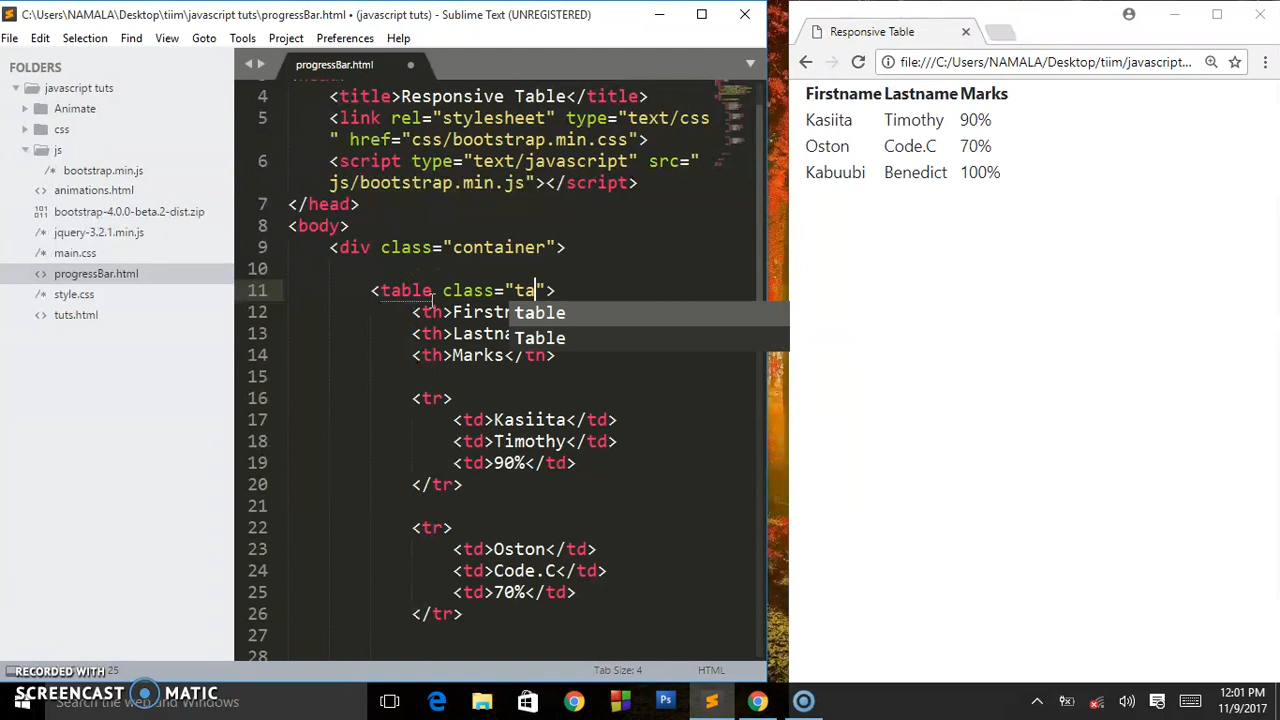 C:\Users\NAMALA\Desktop\tiim\javascript tuts\progressBar.html • (javascript tuts) - Sublime Text (UNREGISTERED)
File Edit Selection Find View Goto Tools Project Preferences Help
FOLDERS
javascript tuts
Animate
css
js
bootstrap.min.js
animations.html
bootstrap-4.0.0-beta.2-dist.zip
jquery-3.2.1.min.js
main.css
progressBar.html
style.css
tuts.html
progressBar.html
4 <title>Responsive Table</title>
5 <link rel="stylesheet" type="text/css
" href="css/bootstrap.min.css">
6 <script type="text/javascript" src="
js/bootstrap.min.js"></script>
7 </head>
8 <body>
9 <div class="container">
10
11 <table class="ta">
12 <th>Firstn
table
13 <th>Lastna
Table
14 <th>Marks</th>
15
16 <tr>
17 <td>Kasiita</td>
18 <td>Timothy</td>
19 <td>90%</td>
20 </tr>
21
22 <tr>
23 <td>Oston</td>
24 <td>Code.C</td>
25 <td>70%</td>
26 </tr>
27
28
25
Tab Size: 4 HTML
Responsive Table
file:///C:/Users/NAMALA/Desktop/tiim/javascript...
Firstname Lastname Marks
Kasiita Timothy 90%
Oston Code.C 70%
Kabuubi Benedict 100%
RECORDED WITH
SCREENCAST MATIC
Search the web and Windows
12:01 PM
11/9/2017